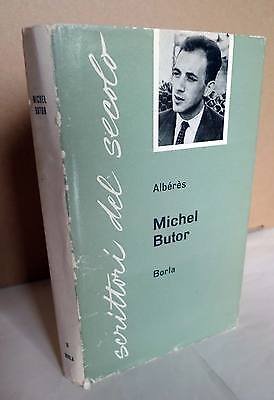 MICHEL
BUTOR
BORLA
scrittori del secolo
Albérès
Michel
Butor
Borla